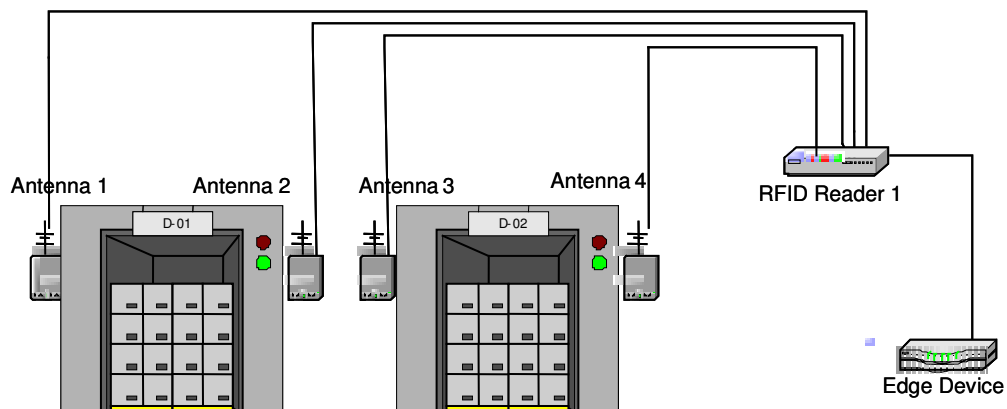 Antenna 1
Antenna 2
Antenna 3
Antenna 4
RFID Reader 1
D-01
D-02
Edge Device